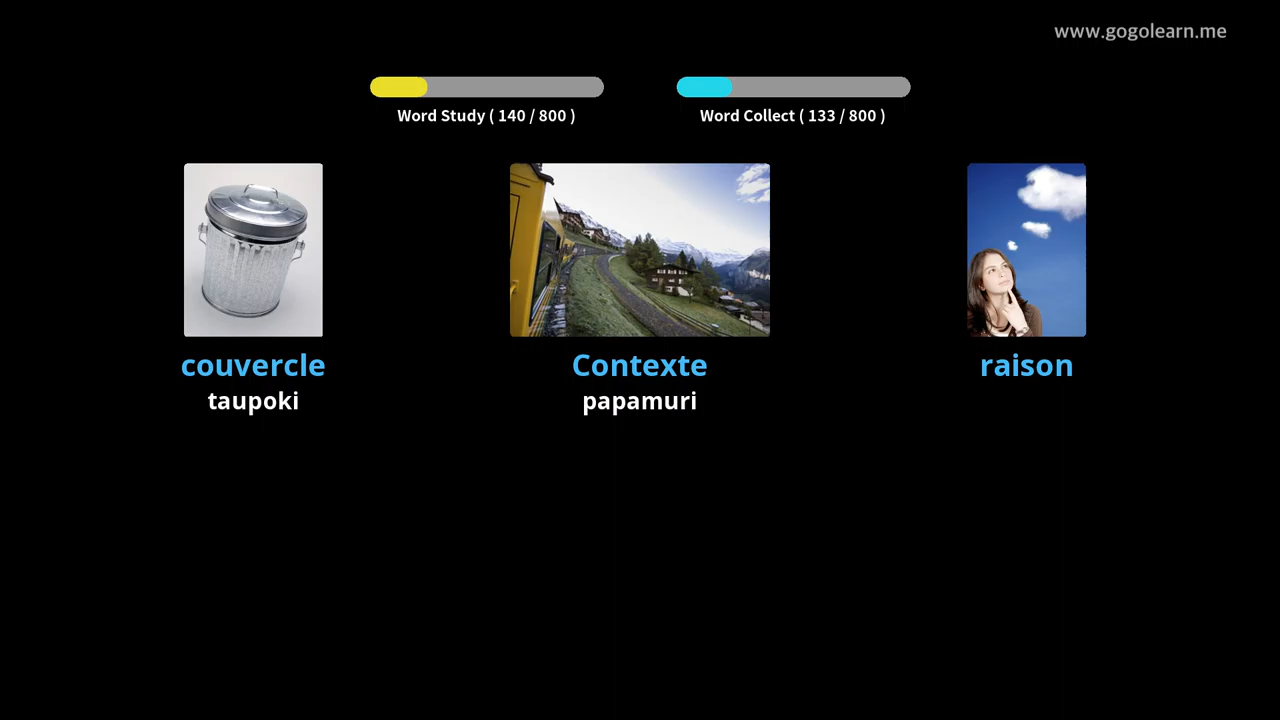 www.gogolearn.me
Word Study ( 140 / 800 )
Word Collect ( 133 / 800 )
couvercle
taupoki
Contexte
papamuri
raison